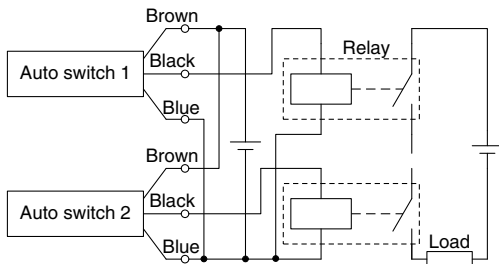 Brown
Auto switch 1
Black
Blue
Relay
Brown
Auto switch 2
Black
Blue
Load